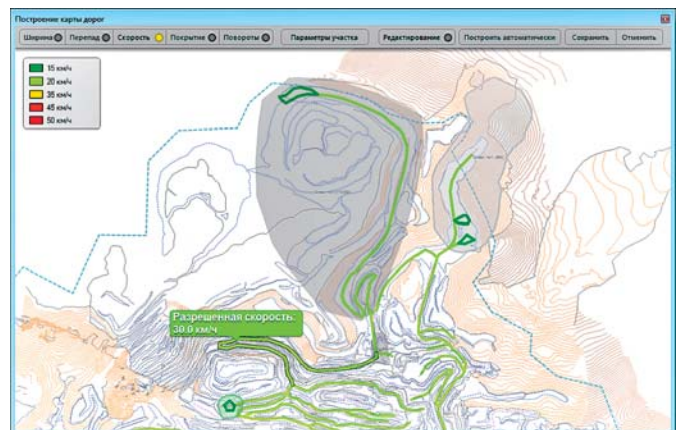 Построение карты дорог
Ширина Перепад Скорость Покрытие Повороты Параметры участка Редактирование Построить автоматически Сохранить Отменить
15 км/ч
20 км/ч
35 км/ч
45 км/ч
50 км/ч
Разрешенная скорость:
30.0 км/ч